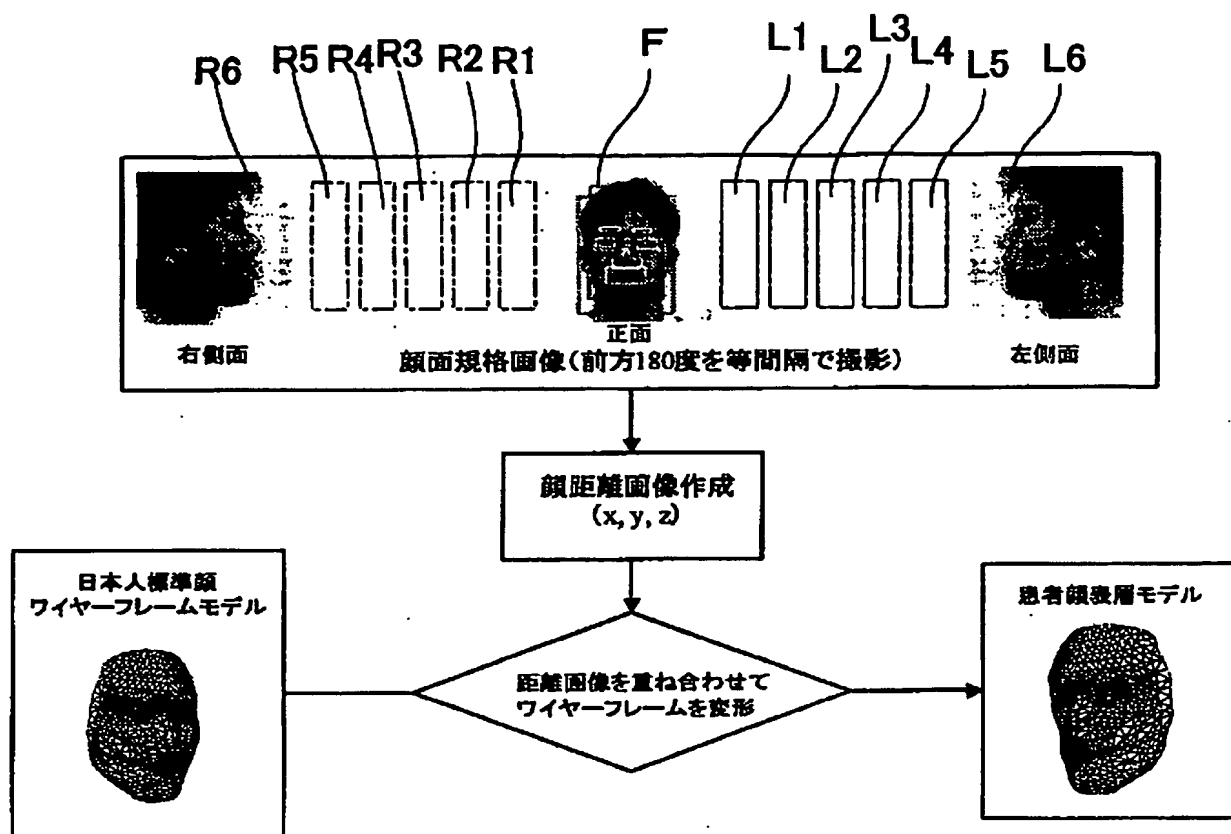 R6 R5 R4 R3 R2 R1 F L1 L2 L3 L4 L5 L6
右側面
正面
左側面
顔面規格画像(前方180度を等間隔で撮影)
顔距離画像作成
(x, y, z)
日本人標準顔
ワイヤーフレームモデル
距離画像を重ね合わせて
ワイヤーフレームを変形
患者顔表層モデル